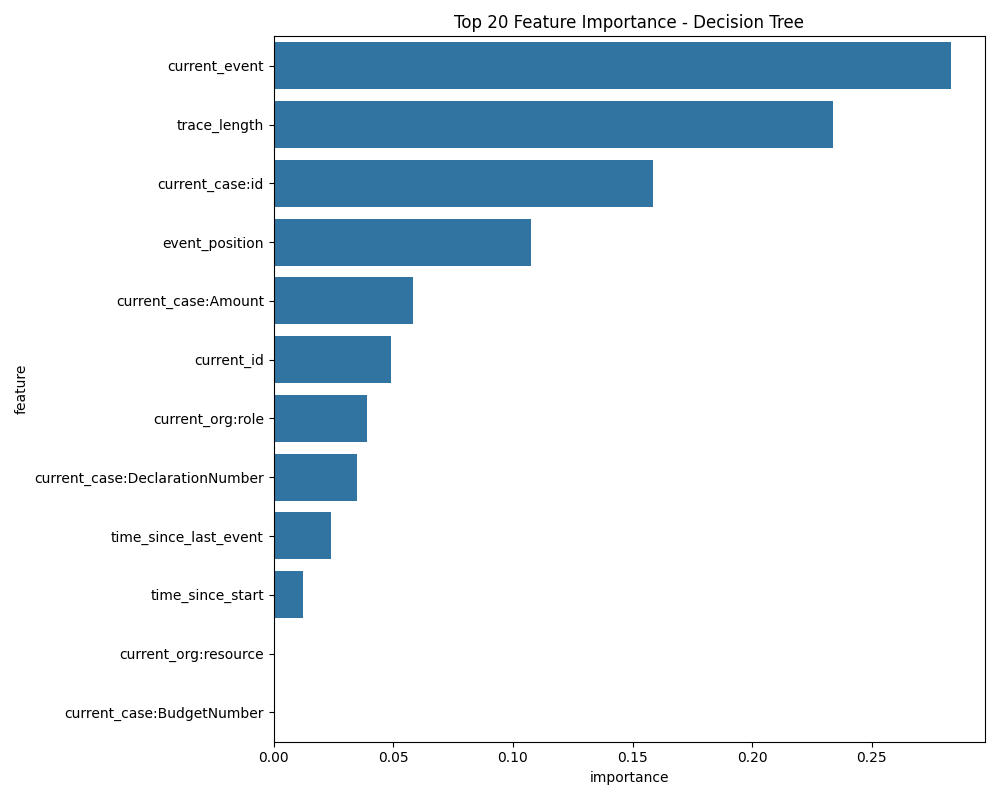 Top 20 Feature Importance - Decision Tree
current_event
trace_length
current_case:id
event_position
current_case:Amount
current_id
current_org:role
current_case:DeclarationNumber
time_since_last_event
time_since_start
current_org:resource
current_case:BudgetNumber
feature
0.00 0.05 0.10 0.15 0.20 0.25
importance